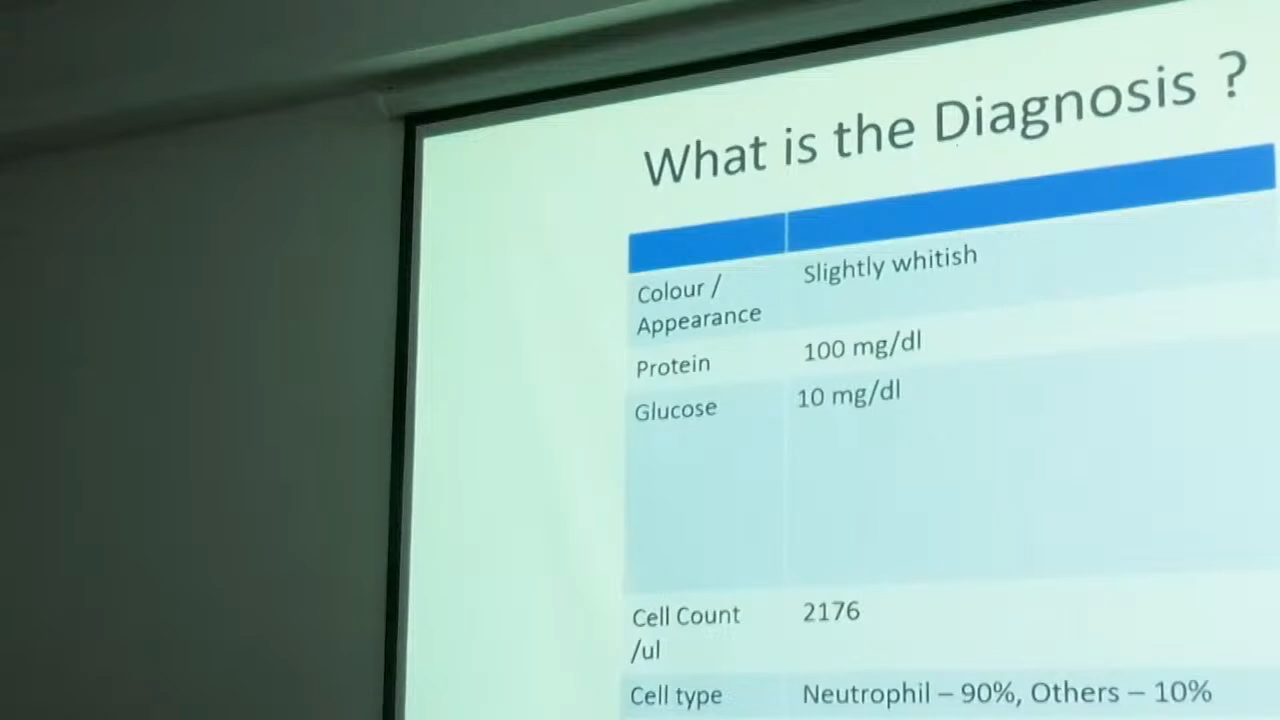 What is the Diagnosis ?
Colour / Slightly whitish
Appearance
Protein 100 mg/dl
Glucose 10 mg/dl
Cell Count 2176
/ul
Cell type Neutrophil – 90%, Others – 10%